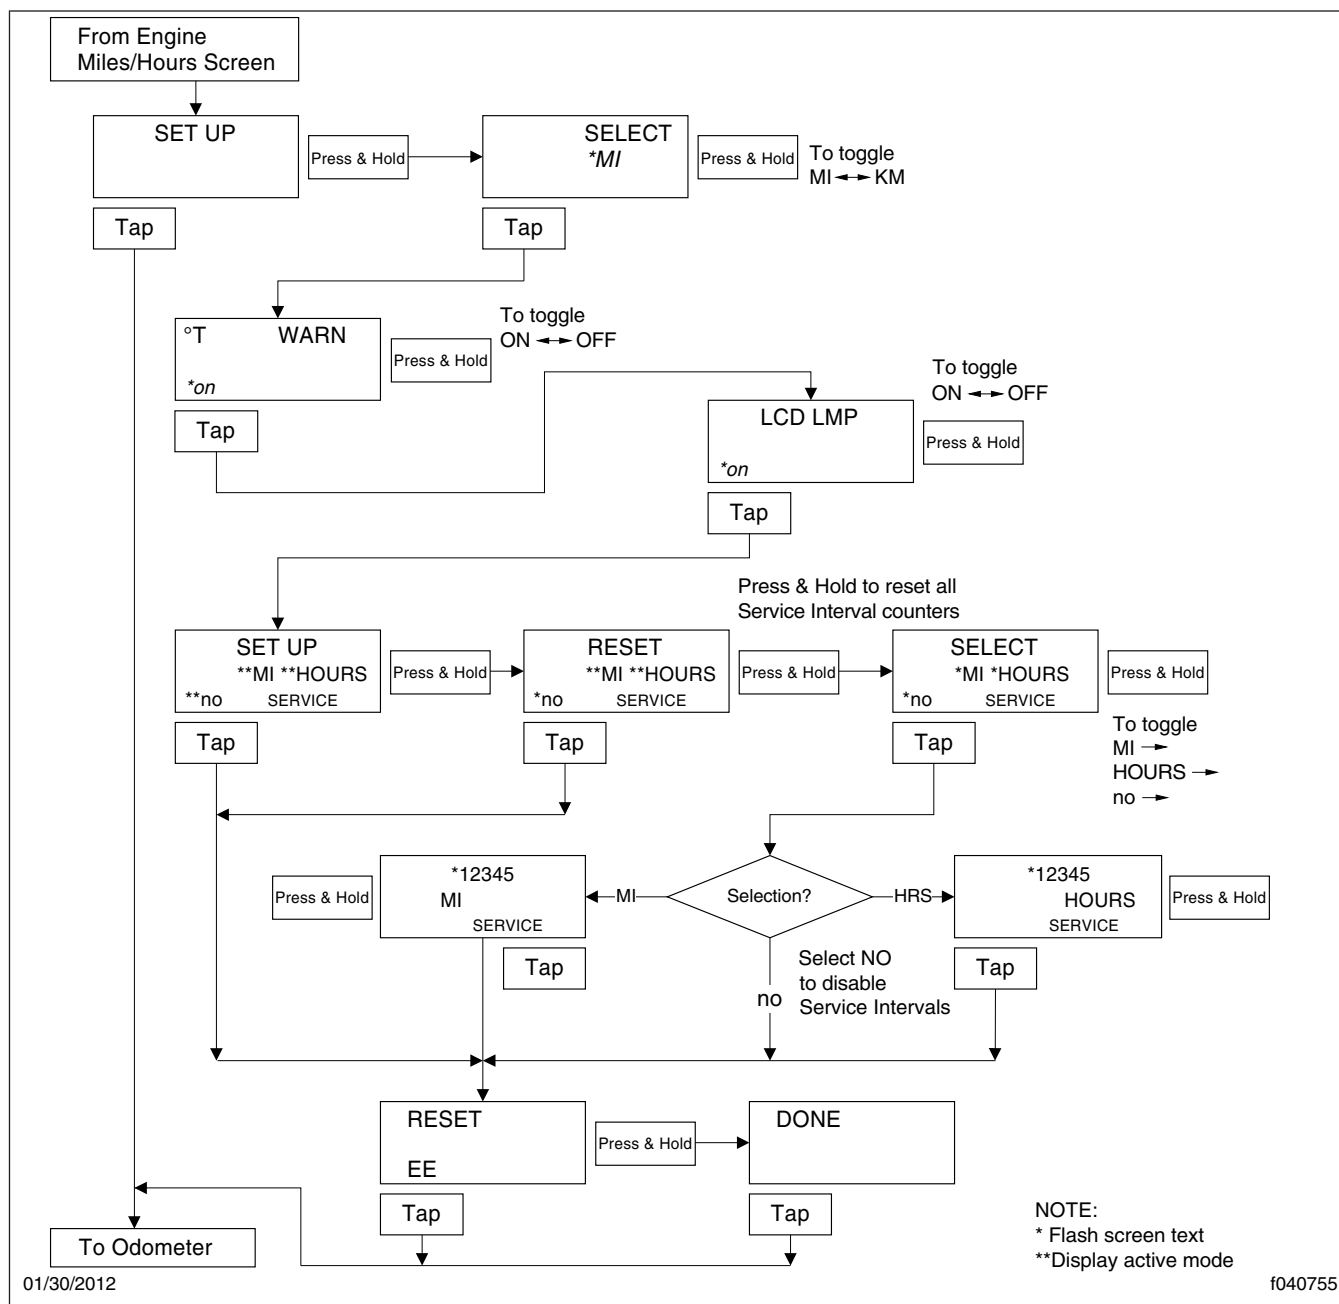 From Engine
Miles/Hours Screen
SET UP
Press & Hold
SELECT
*MI
Press & Hold
To toggle
MI ↔ KM
Tap
Tap
°T WARN
*on
Press & Hold
To toggle
ON ↔ OFF
Tap
LCD LMP
*on
To toggle
ON ↔ OFF
Press & Hold
Tap
Press & Hold to reset all
Service Interval counters
SET UP
**MI **HOURS
**no SERVICE
Press & Hold
RESET
**MI **HOURS
*no SERVICE
Press & Hold
SELECT
*MI *HOURS
*no SERVICE
Press & Hold
Tap
Tap
Tap
To toggle
MI →
HOURS →
no →
Press & Hold
*12345
MI
SERVICE
MI
Selection?
HRS
*12345
HOURS
SERVICE
Press & Hold
Tap
no
Select NO
to disable
Service Intervals
Tap
RESET
EE
Press & Hold
DONE
Tap
Tap
To Odometer
NOTE:
* Flash screen text
**Display active mode
01/30/2012
f040755